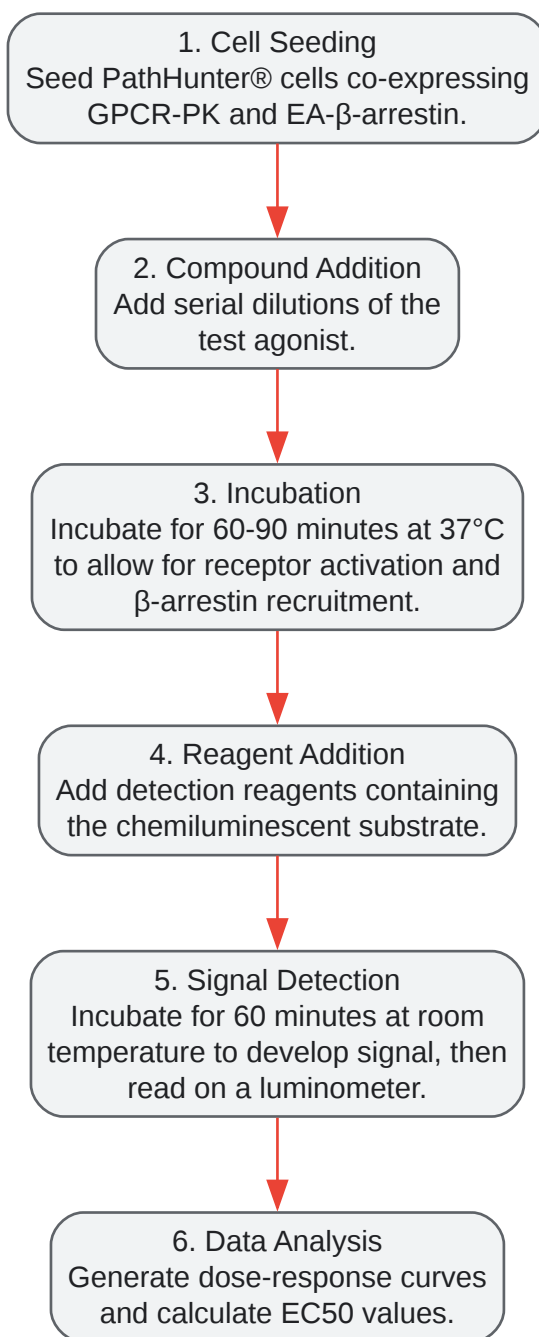 1. Cell Seeding
Seed PathHunter® cells co-expressing
GPCR-PK and EA-β-arrestin.
2. Compound Addition
Add serial dilutions of the
test agonist.
3. Incubation
Incubate for 60-90 minutes at 37°C
to allow for receptor activation and
β-arrestin recruitment.
4. Reagent Addition
Add detection reagents containing
the chemiluminescent substrate.
5. Signal Detection
Incubate for 60 minutes at room
temperature to develop signal, then
read on a luminometer.
6. Data Analysis
Generate dose-response curves
and calculate EC50 values.